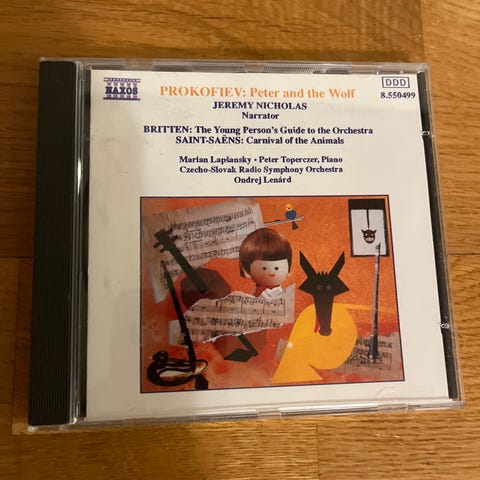 NAXOS
DDD
8.550499
PROKOFIEV: Peter and the Wolf
JEREMY NICHOLAS
Narrator
BRITTEN: The Young Person's Guide to the Orchestra
SAINT-SAËNS: Carnival of the Animals
Marian Lapšansky • Peter Toperczer, Piano
Czecho-Slovak Radio Symphony Orchestra
Ondrej Lenárd